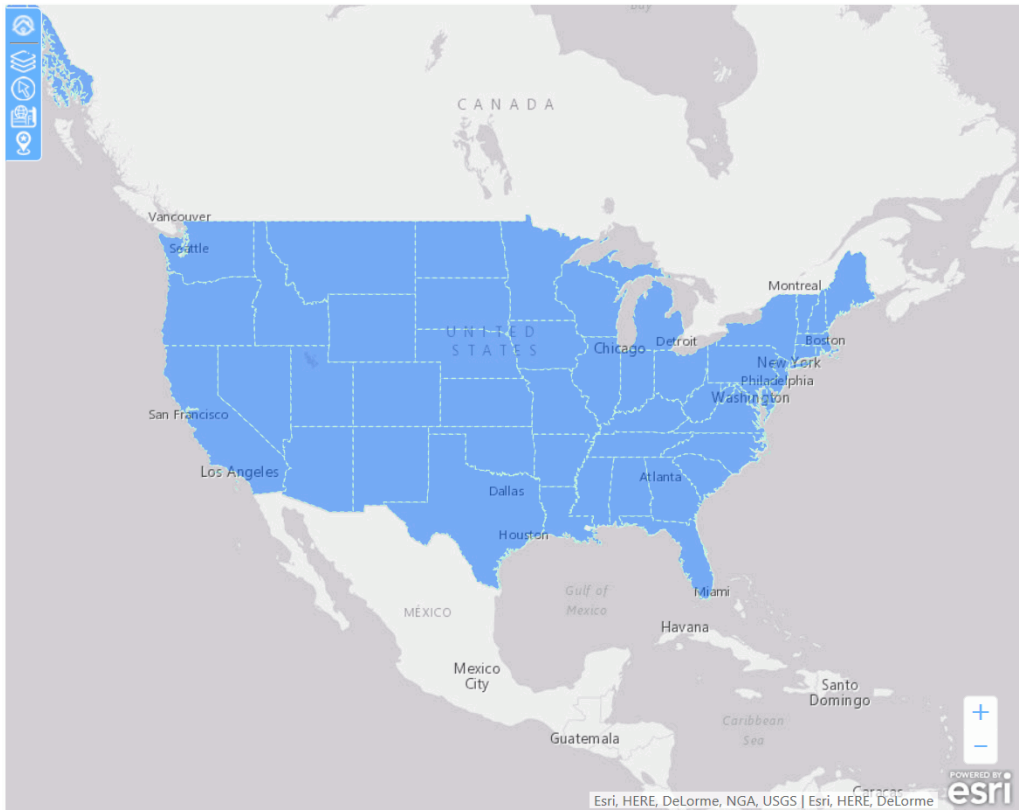 Bay
CANADA
Vancouver
Seattle
Montreal
UNITED
STATES
Chicago
Detroit
Boston
New York
Philadelphia
Washington
San Francisco
Los Angeles
Atlanta
Dallas
Houston
Gulf of
Mexico
Miami
MÉXICO
Havana
Mexico
City
Santo
Domingo
Caribbean
Sea
Guatemala
Caracas
POWERED BY
esri
Esri, HERE, DeLorme, NGA, USGS | Esri, HERE, DeLorme